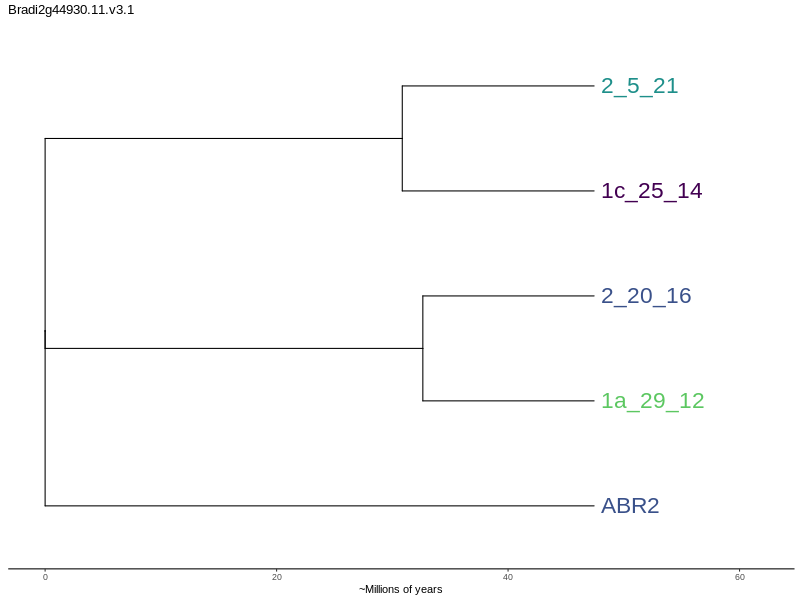 Bradi2g44930.11.v3.1
2_5_21
1c_25_14
2_20_16
1a_29_12
ABR2
0 20 40 60
~Millions of years